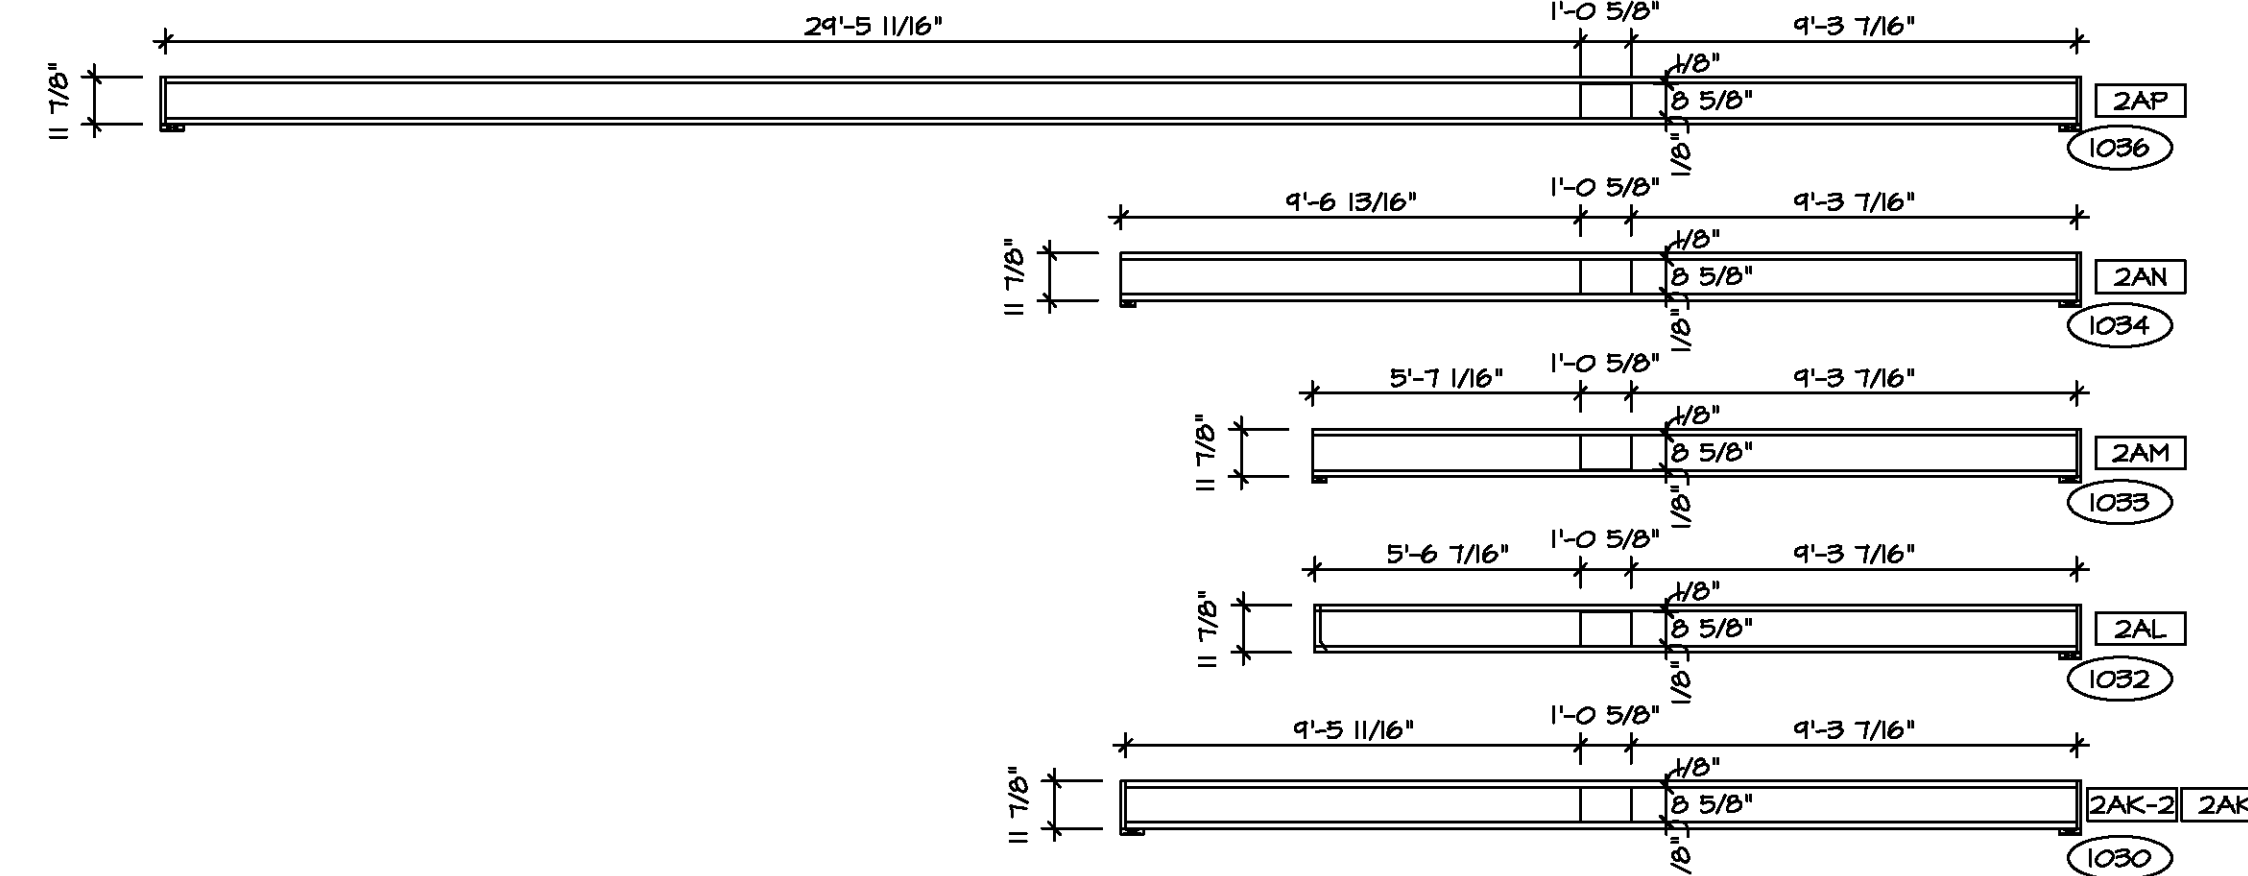 29'-5 11/16" 1'-0 5/8" 9'-3 7/16"
11 7/8" 1/8" 8 5/8" 1/8" 2AP
1036
9'-6 13/16" 1'-0 5/8" 9'-3 7/16"
11 7/8" 1/8" 8 5/8" 1/8" 2AN
1034
5'-7 1/16" 1'-0 5/8" 9'-3 7/16"
11 7/8" 1/8" 8 5/8" 1/8" 2AM
1033
5'-6 7/16" 1'-0 5/8" 9'-3 7/16"
11 7/8" 1/8" 8 5/8" 1/8" 2AL
1032
9'-5 11/16" 1'-0 5/8" 9'-3 7/16"
11 7/8" 1/8" 8 5/8" 1/8" 2AK-2 2AK
1030